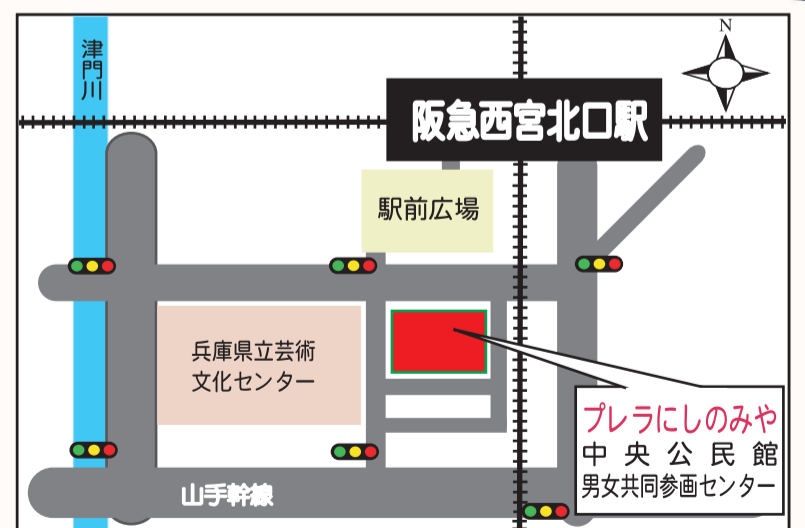 N
津門川
阪急西宮北口駅
駅前広場
兵庫県立芸術
文化センター
プレラにしのみや
中央公民館
男女共同参画センター
山手幹線